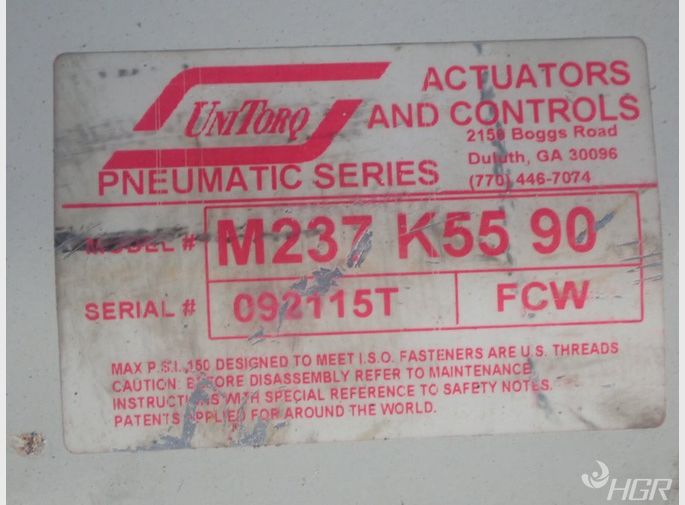 UNITORQ
ACTUATORS
AND CONTROLS
2150 Boggs Road
Duluth, GA 30096
(770) 446-7074
PNEUMATIC SERIES
MODEL # M237 K55 90
SERIAL # 092115T FCW
MAX P.S.I. 150 DESIGNED TO MEET I.S.O. FASTENERS ARE U.S. THREADS
CAUTION: BEFORE DISASSEMBLY REFER TO MAINTENANCE
INSTRUCTIONS WITH SPECIAL REFERENCE TO SAFETY NOTES.
PATENTS APPLIED FOR AROUND THE WORLD.
HGR